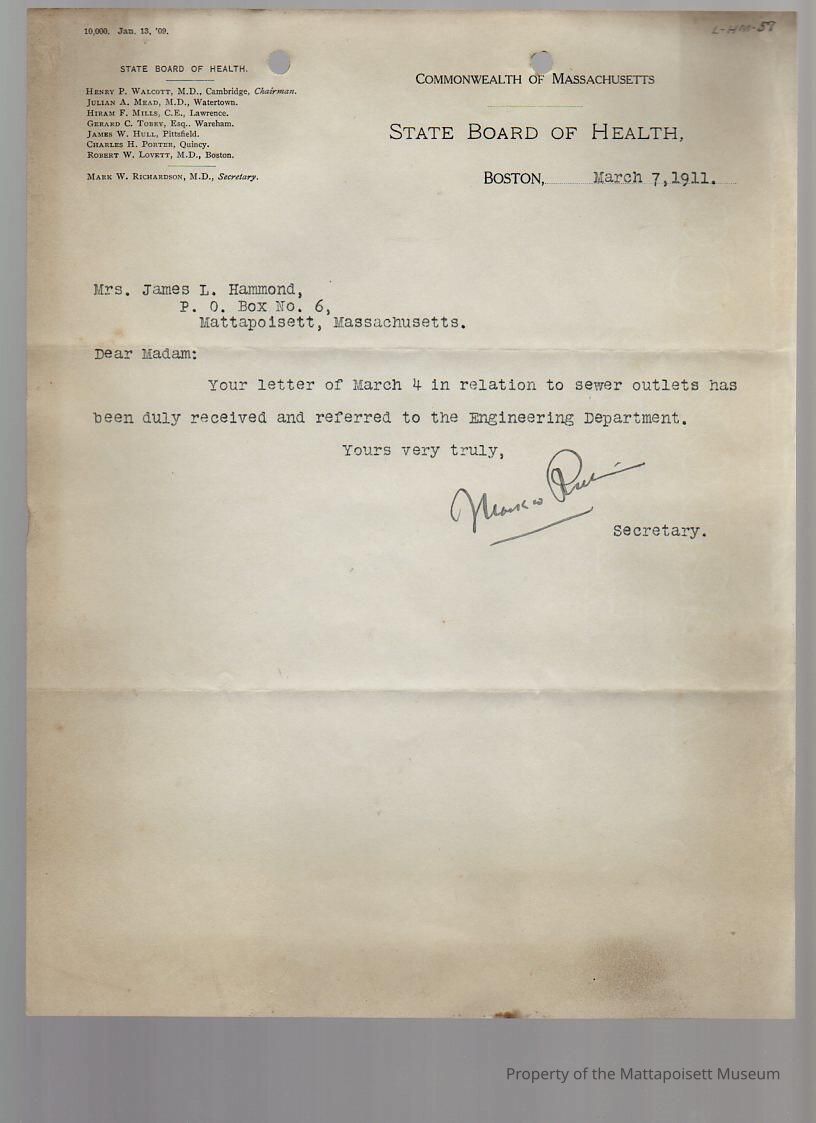 10,000. Jan. 13, '09.
L-HM-57
STATE BOARD OF HEALTH.
HENRY P. WALCOTT, M.D., Cambridge, Chairman.
JULIAN A. MEAD, M.D., Watertown.
HIRAM F. MILLS, C.E., Lawrence.
GERARD C. TOBEY, Esq., Wareham.
JAMES W. HULL, Pittsfield.
CHARLES H. PORTER, Quincy.
ROBERT W. LOVETT, M.D., Boston.
MARK W. RICHARDSON, M.D., Secretary.
COMMONWEALTH OF MASSACHUSETTS
STATE BOARD OF HEALTH,
BOSTON, March 7, 1911.
Mrs. James L. Hammond,
P. O. Box No. 6,
Mattapoisett, Massachusetts.
Dear Madam:
Your letter of March 4 in relation to sewer outlets has
been duly received and referred to the Engineering Department.
Yours very truly,
Mark W
Secretary.
Property of the Mattapoisett Museum